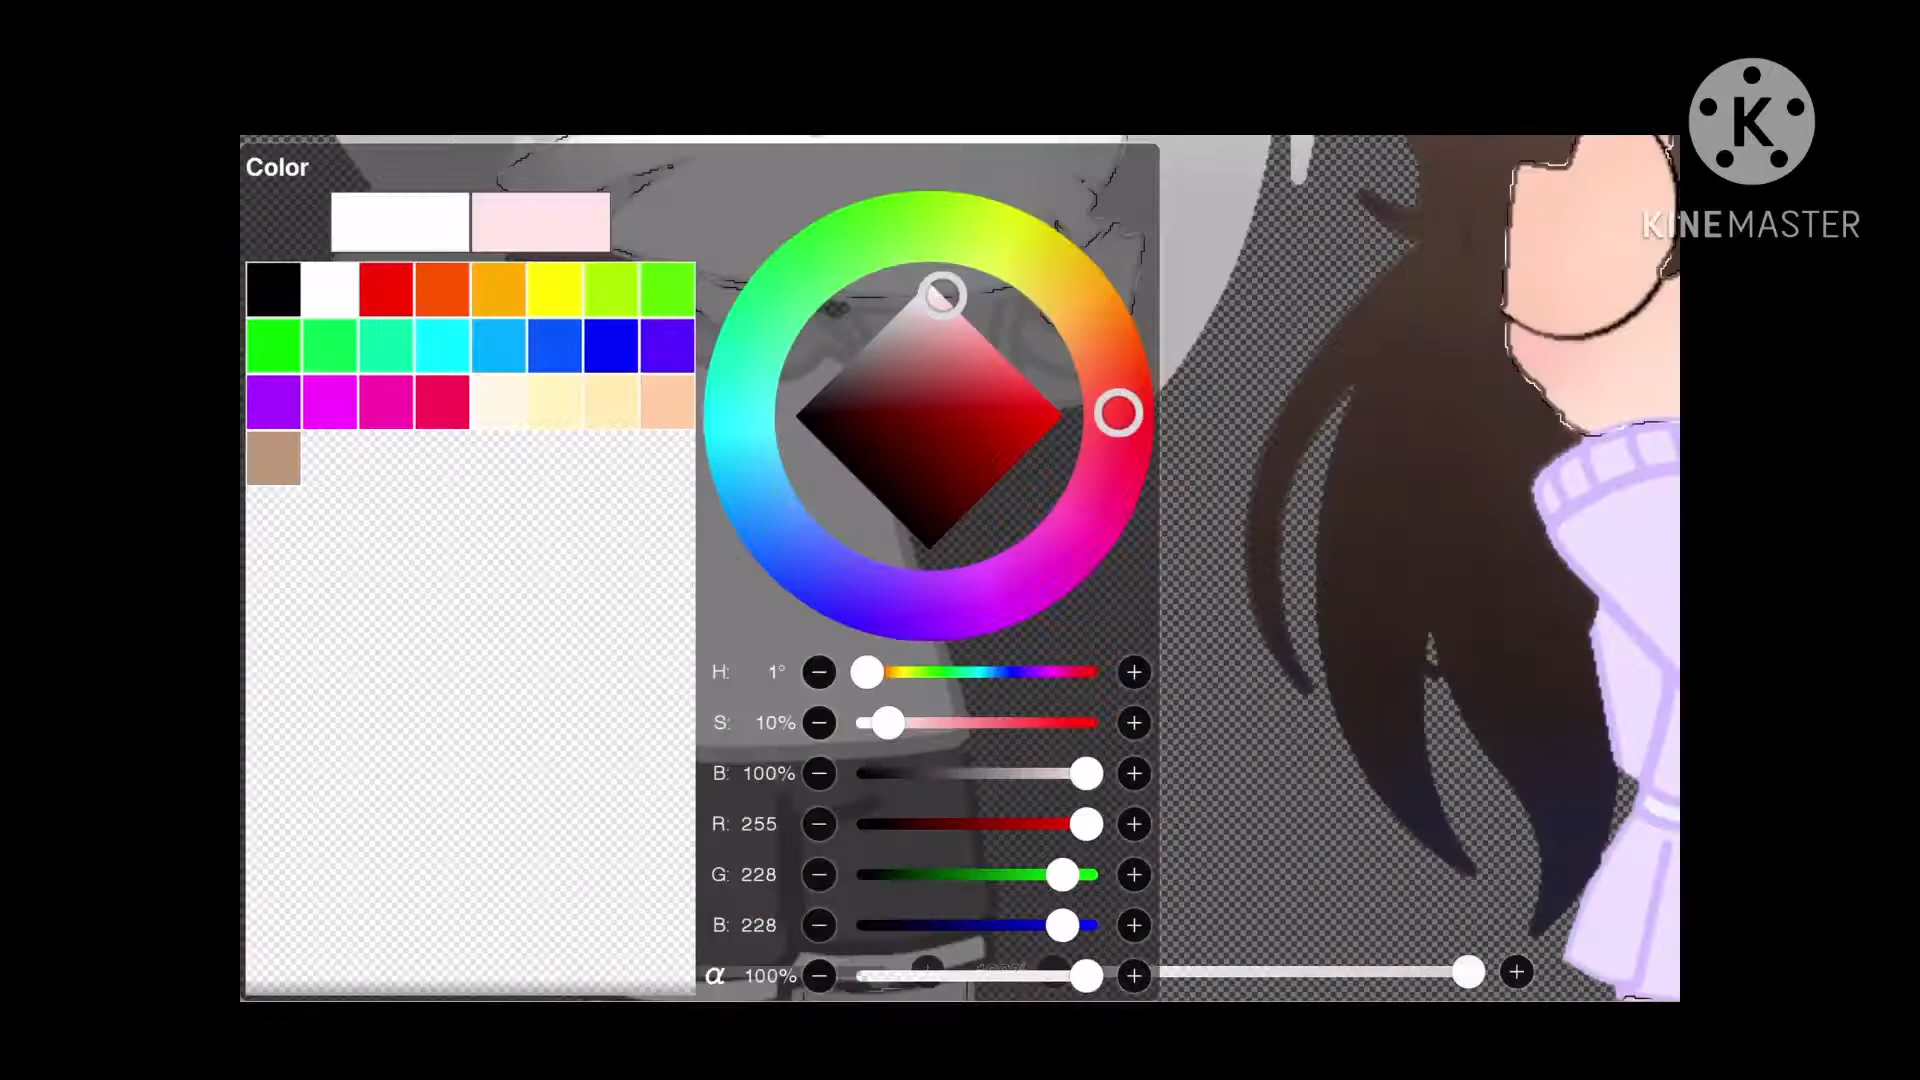 Color
K
KINEMASTER
H: 1°
S: 10%
B: 100%
R: 255
G: 228
B: 228
α 100%